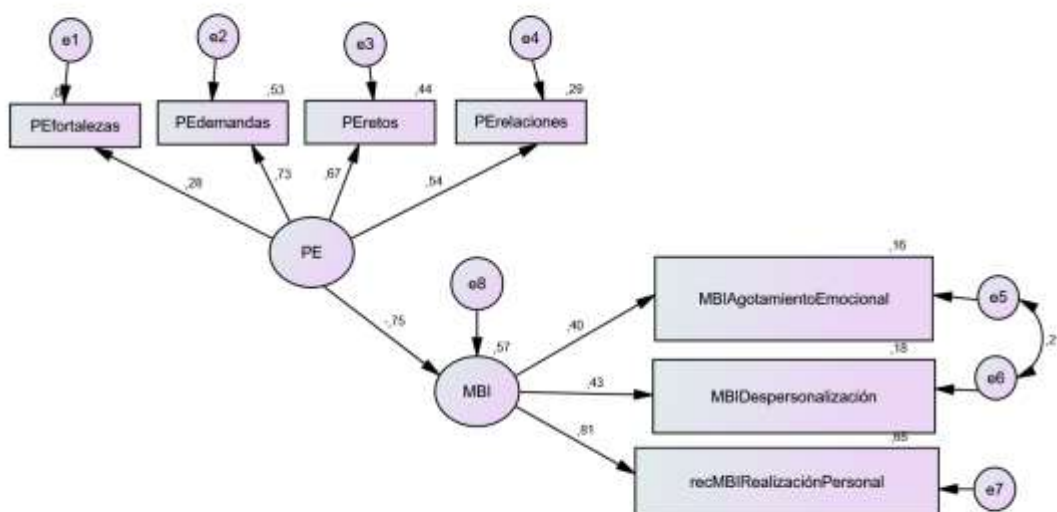 e1
e2
e3
e4
,53
,44
,29
PEfortalezas
PEdemandas
PEretos
PErelaciones
,28
,73
,67
,54
PE
-,75
e8
,57
MBI
,40
,43
,81
,16
MBIAgotamientoEmocional
e5
,18
MBIDespersonalización
e6
,65
recMBIRealizaciónPersonal
e7